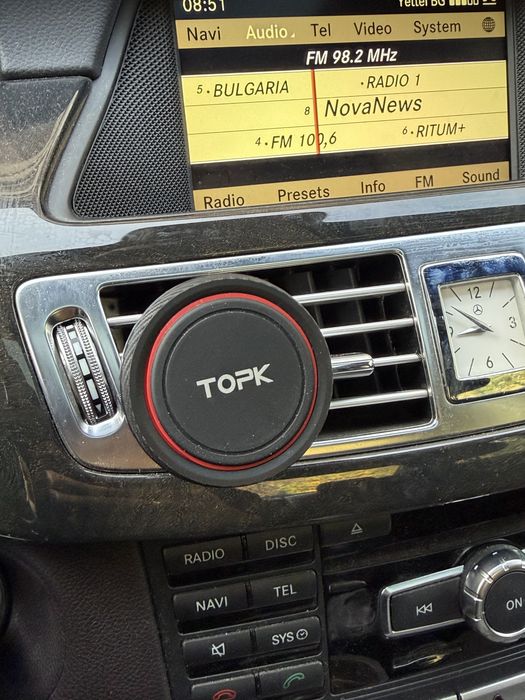 08:51 Yettel BG
Navi Audio Tel Video System
FM 98.2 MHz
5 • BULGARIA • RADIO 1
8 NovaNews
4 • FM 100,6 6 • RITUM+
Radio Presets Info FM Sound
12
9 3
6
TOPK
RADIO DISC
NAVI TEL
SYS
ON